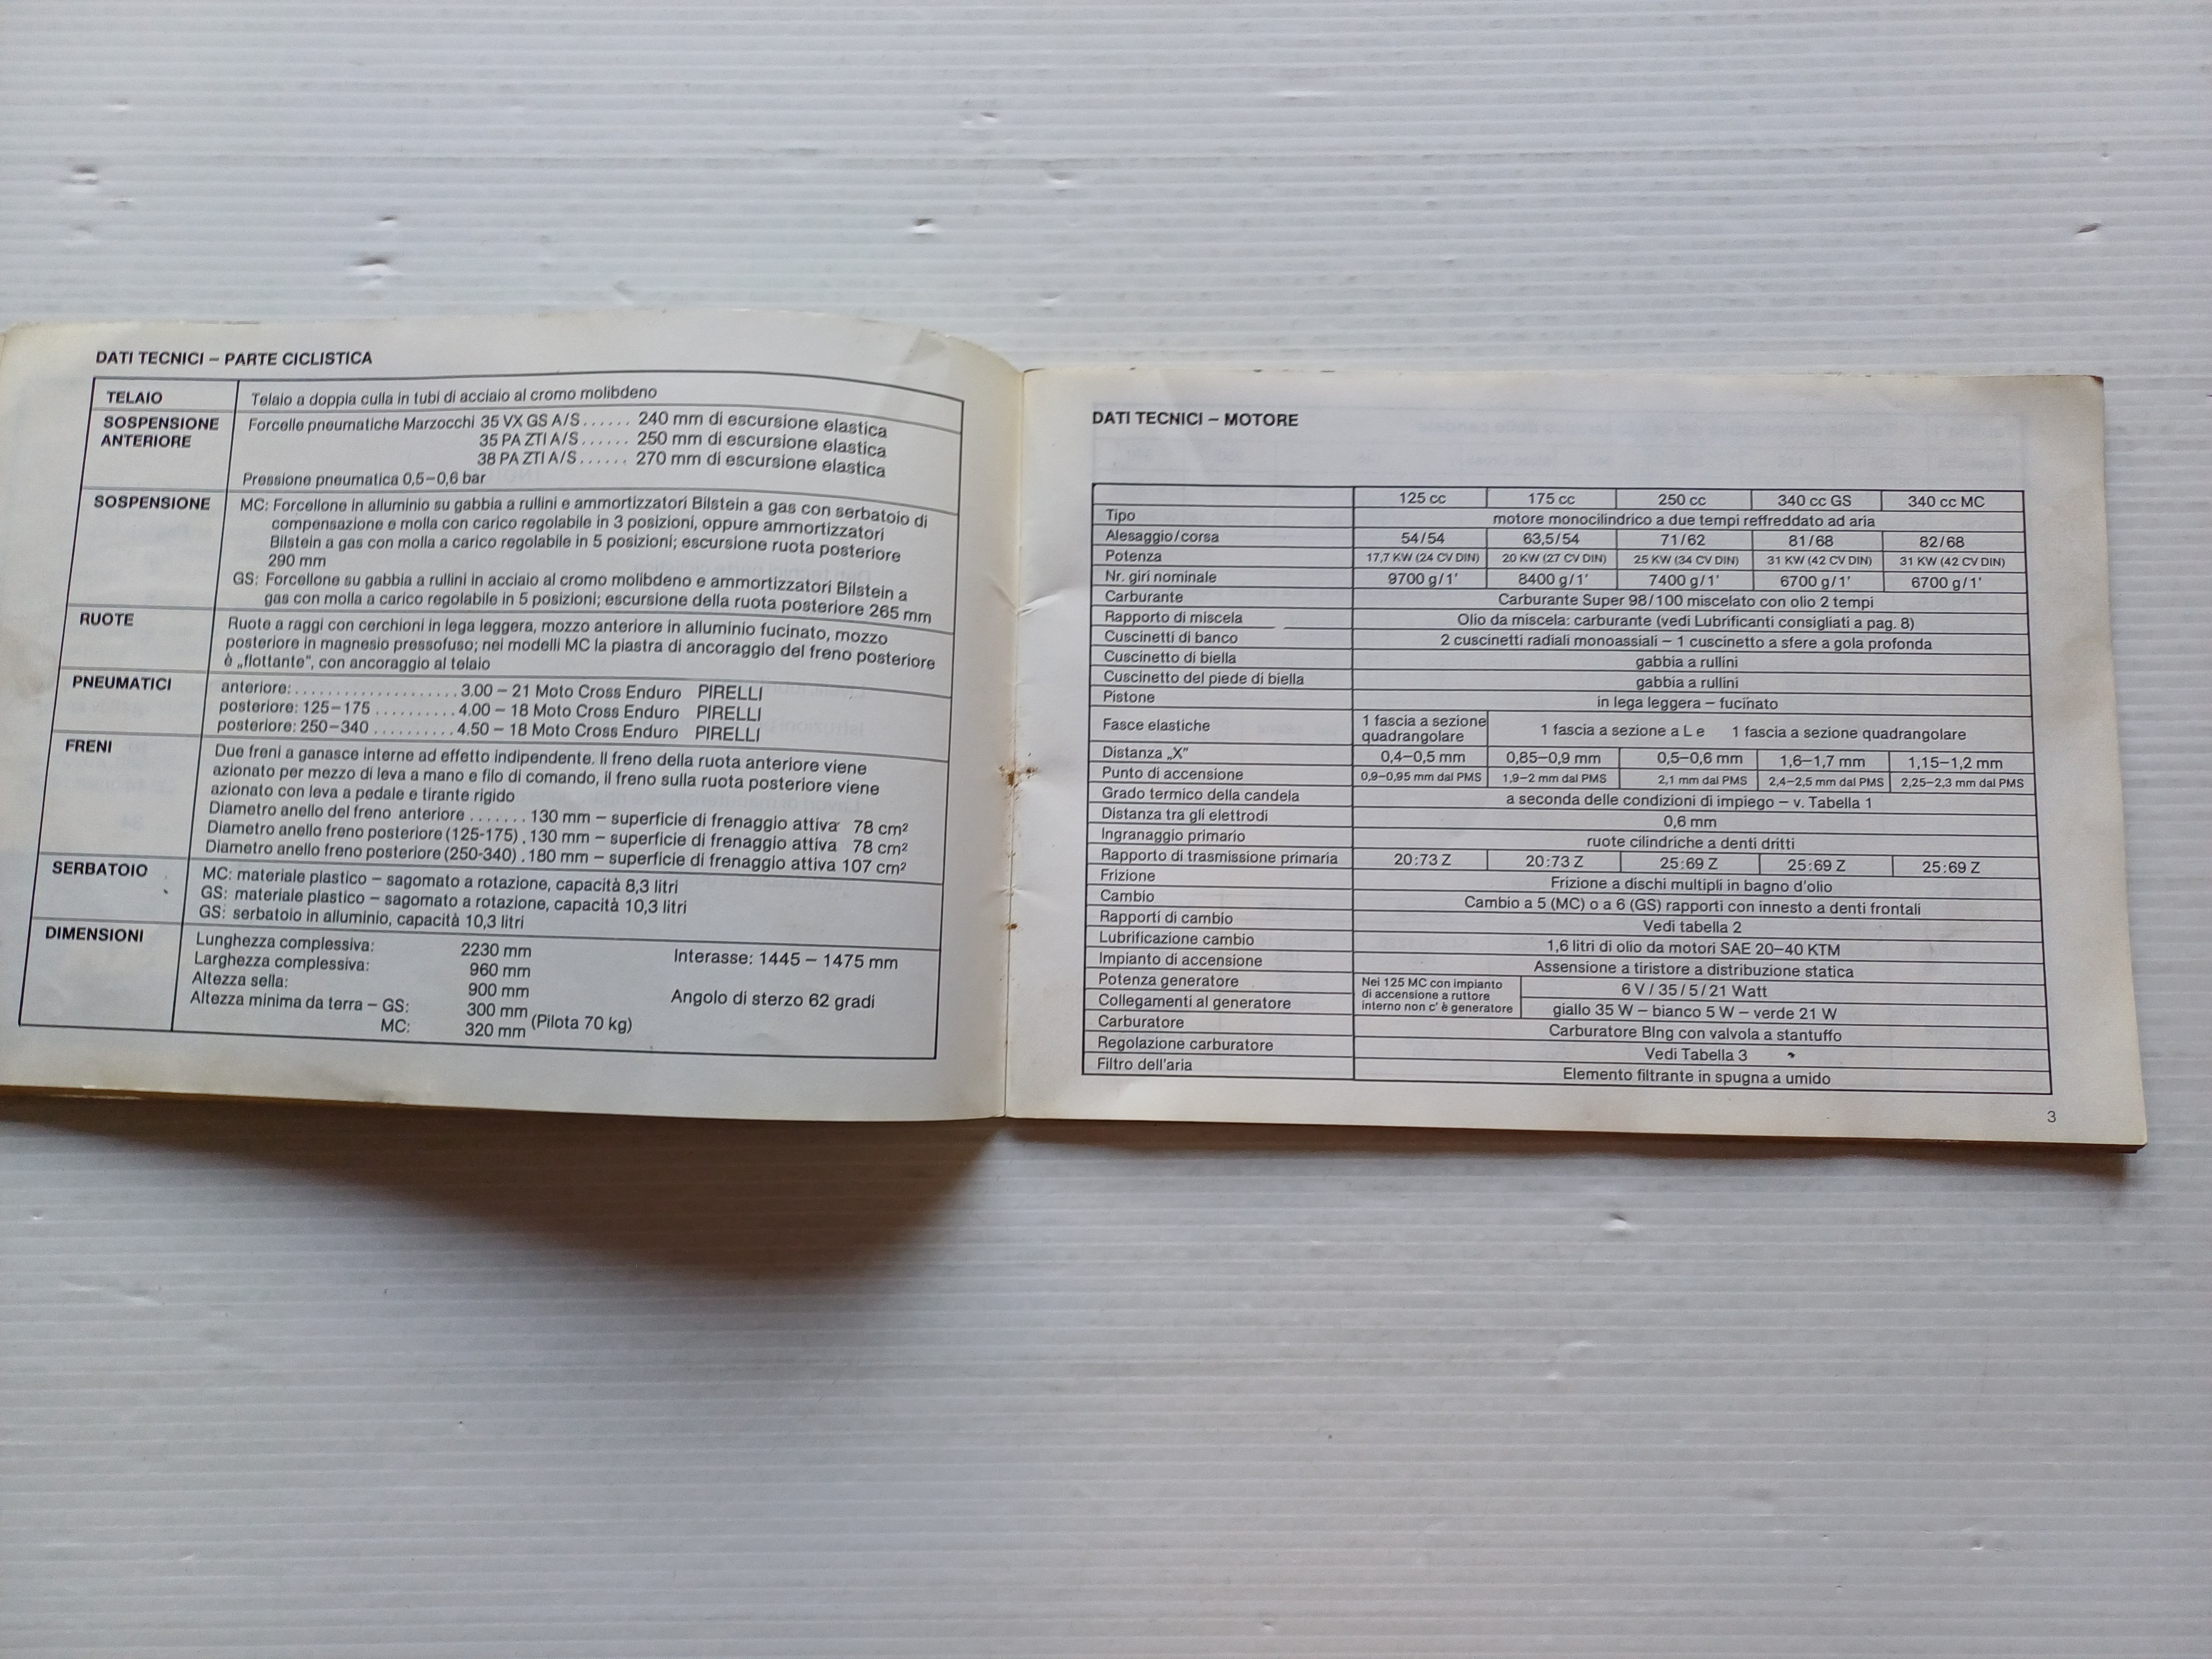 DATI TECNICI – PARTE CICLISTICA
TELAIO Telaio a doppia culla in tubi di acciaio al cromo molibdeno
SOSPENSIONE ANTERIORE Forcelle pneumatiche Marzocchi 35 VX GS A/S ...... 240 mm di escursione elastica
35 PA ZTI A/S ...... 250 mm di escursione elastica
38 PA ZTI A/S ...... 270 mm di escursione elastica
Pressione pneumatica 0,5–0,6 bar
SOSPENSIONE MC: Forcellone in alluminio su gabbia a rullini e ammortizzatori Bilstein a gas con serbatoio di
compensazione e molla con carico regolabile in 3 posizioni, oppure ammortizzatori
Bilstein a gas con molla a carico regolabile in 5 posizioni; escursione ruota posteriore
290 mm
GS: Forcellone su gabbia a rullini in acciaio al cromo molibdeno e ammortizzatori Bilstein a
gas con molla a carico regolabile in 5 posizioni; escursione della ruota posteriore 265 mm
RUOTE Ruote a raggi con cerchioni in lega leggera, mozzo anteriore in alluminio fucinato, mozzo
posteriore in magnesio pressofuso; nei modelli MC la piastra di ancoraggio del freno posteriore
è „flottante", con ancoraggio al telaio
PNEUMATICI anteriore: .................... 3.00 – 21 Moto Cross Enduro PIRELLI
posteriore: 125–175 .......... 4.00 – 18 Moto Cross Enduro PIRELLI
posteriore: 250–340 .......... 4.50 – 18 Moto Cross Enduro PIRELLI
FRENI Due freni a ganasce interne ad effetto indipendente. Il freno della ruota anteriore viene
azionato per mezzo di leva a mano e filo di comando, il freno sulla ruota posteriore viene
azionato con leva a pedale e tirante rigido
Diametro anello del freno anteriore ....... 130 mm – superficie di frenaggio attiva 78 cm²
Diametro anello freno posteriore (125-175) . 130 mm – superficie di frenaggio attiva 78 cm²
Diametro anello freno posteriore (250-340) . 180 mm – superficie di frenaggio attiva 107 cm²
SERBATOIO MC: materiale plastico – sagomato a rotazione, capacità 8,3 litri
GS: materiale plastico – sagomato a rotazione, capacità 10,3 litri
GS: serbatoio in alluminio, capacità 10,3 litri
DIMENSIONI Lunghezza complessiva: 2230 mm Interasse: 1445 – 1475 mm
Larghezza complessiva: 960 mm
Altezza sella: 900 mm Angolo di sterzo 62 gradi
Altezza minima da terra – GS: 300 mm
MC: 320 mm (Pilota 70 kg)
DATI TECNICI – MOTORE
125 cc 175 cc 250 cc 340 cc GS 340 cc MC
Tipo motore monocilindrico a due tempi reffreddato ad aria
Alesaggio/corsa 54/54 63,5/54 71/62 81/68 82/68
Potenza 17,7 KW (24 CV DIN) 20 KW (27 CV DIN) 25 KW (34 CV DIN) 31 KW (42 CV DIN) 31 KW (42 CV DIN)
Nr. giri nominale 9700 g/1' 8400 g/1' 7400 g/1' 6700 g/1' 6700 g/1'
Carburante Carburante Super 98/100 miscelato con olio 2 tempi
Rapporto di miscela Olio da miscela: carburante (vedi Lubrificanti consigliati a pag. 8)
Cuscinetti di banco 2 cuscinetti radiali monoassiali – 1 cuscinetto a sfere a gola profonda
Cuscinetto di biella gabbia a rullini
Cuscinetto del piede di biella gabbia a rullini
Pistone in lega leggera – fucinato
Fasce elastiche 1 fascia a sezione quadrangolare 1 fascia a sezione a L e 1 fascia a sezione quadrangolare
Distanza „X" 0,4–0,5 mm 0,85–0,9 mm 0,5–0,6 mm 1,6–1,7 mm 1,15–1,2 mm
Punto di accensione 0,9–0,95 mm dal PMS 1,9–2 mm dal PMS 2,1 mm dal PMS 2,4–2,5 mm dal PMS 2,25–2,3 mm dal PMS
Grado termico della candela a seconda delle condizioni di impiego – v. Tabella 1
Distanza tra gli elettrodi 0,6 mm
Ingranaggio primario ruote cilindriche a denti dritti
Rapporto di trasmissione primaria 20:73 Z 20:73 Z 25:69 Z 25:69 Z 25:69 Z
Frizione Frizione a dischi multipli in bagno d'olio
Cambio Cambio a 5 (MC) o a 6 (GS) rapporti con innesto a denti frontali
Rapporti di cambio Vedi tabella 2
Lubrificazione cambio 1,6 litri di olio da motori SAE 20–40 KTM
Impianto di accensione Assensione a tiristore a distribuzione statica
Potenza generatore Nei 125 MC con impianto di accensione a ruttore interno non c' è generatore 6 V / 35 / 5 / 21 Watt
Collegamenti al generatore giallo 35 W – bianco 5 W – verde 21 W
Carburatore Carburatore BIng con valvola a stantuffo
Regolazione carburatore Vedi Tabella 3
Filtro dell'aria Elemento filtrante in spugna a umido
3